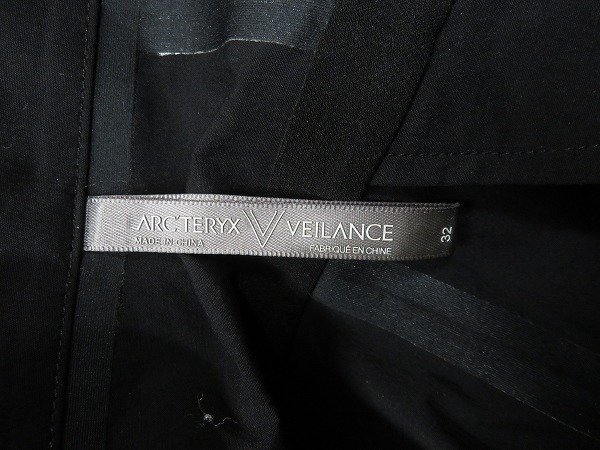 ARC'TERYX VEILANCE
MADE IN CHINA
FABRIQUÉ EN CHINE
32